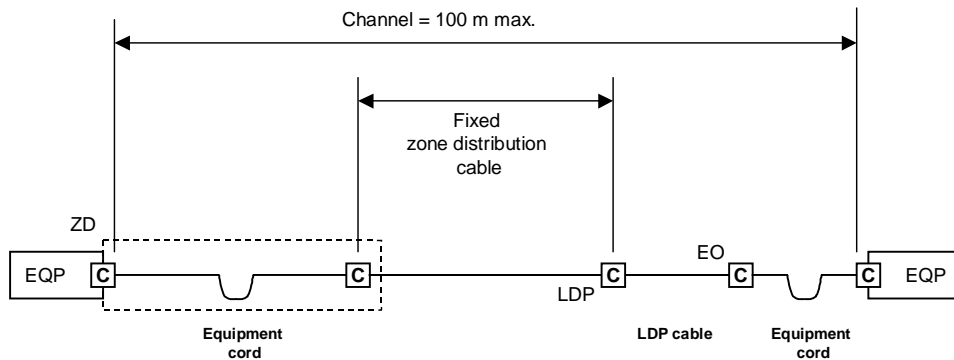 Channel = 100 m max.
Fixed
zone distribution
cable
ZD
EO
EQP
C
C
C
C
C
EQP
LDP
Equipment
cord
LDP cable
Equipment
cord